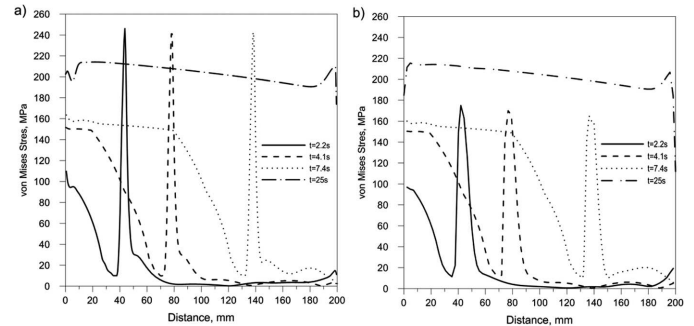 a)
260
240
220
200
180
160
140
120
100
80
60
40
20
0
von Mises Stres, MPa
t=2.2s
t=4.1s
t=7.4s
t=25s
0 20 40 60 80 100 120 140 160 180 200
Distance, mm
b)
260
240
220
200
180
160
140
120
100
80
60
40
20
0
von Mises Stress, MPa
t=2.2s
t=4.1s
t=7.4s
t=25s
0 20 40 60 80 100 120 140 160 180 200
Distance, mm